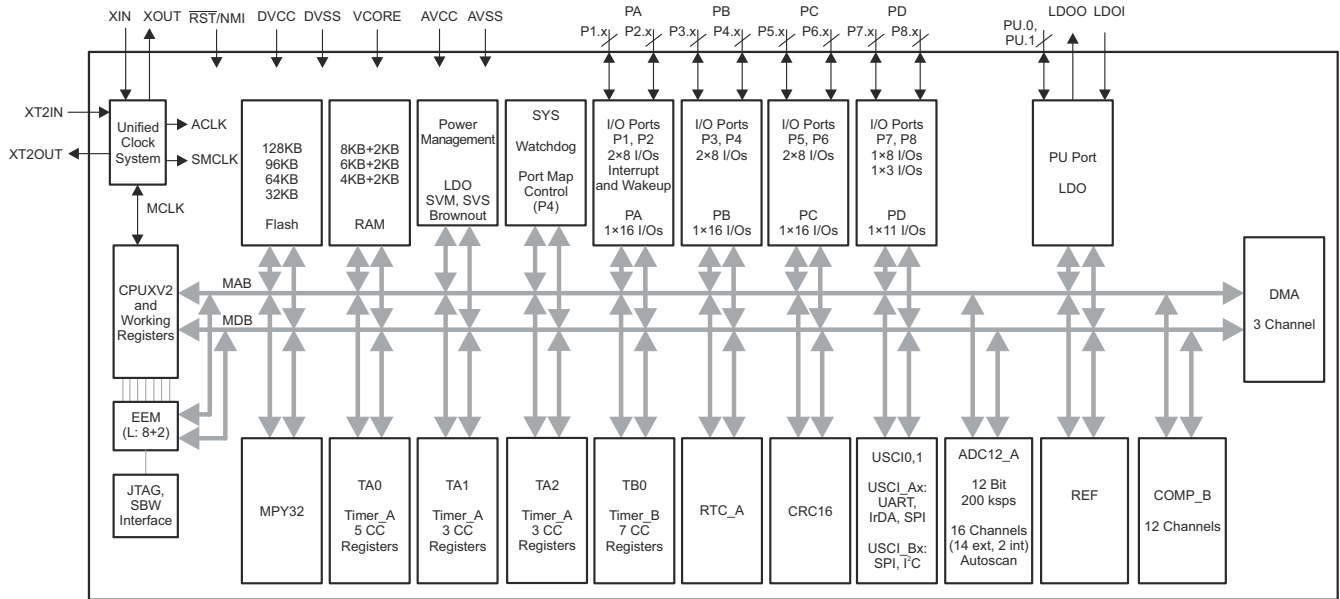 XIN
XOUT
RST/NMI
DVCC
DVSS
VCORE
AVCC
AVSS
PA
P1.x
P2.x
PB
P3.x
P4.x
PC
P5.x
P6.x
PD
P7.x
P8.x
PU.0,
PU.1
LDOO
LDOI
XT2IN
XT2OUT
Unified
Clock
System
ACLK
SMCLK
MCLK
128KB
96KB
64KB
32KB
Flash
8KB+2KB
6KB+2KB
4KB+2KB
RAM
Power
Management
LDO
SVM, SVS
Brownout
SYS
Watchdog
Port Map
Control
(P4)
I/O Ports
P1, P2
2×8 I/Os
Interrupt
and Wakeup
PA
1×16 I/Os
I/O Ports
P3, P4
2×8 I/Os
PB
1×16 I/Os
I/O Ports
P5, P6
2×8 I/Os
PC
1×16 I/Os
I/O Ports
P7, P8
1×8 I/Os
1×3 I/Os
PD
1×11 I/Os
PU Port
LDO
CPUXV2
and
Working
Registers
MAB
MDB
DMA
3 Channel
EEM
(L: 8+2)
JTAG,
SBW
Interface
MPY32
TA0
Timer_A
5 CC
Registers
TA1
Timer_A
3 CC
Registers
TA2
Timer_A
3 CC
Registers
TB0
Timer_B
7 CC
Registers
RTC_A
CRC16
USCI0,1
USCI_Ax:
UART,
IrDA, SPI
USCI_Bx:
SPI, I²C
ADC12_A
12 Bit
200 ksps
16 Channels
(14 ext, 2 int)
Autoscan
REF
COMP_B
12 Channels